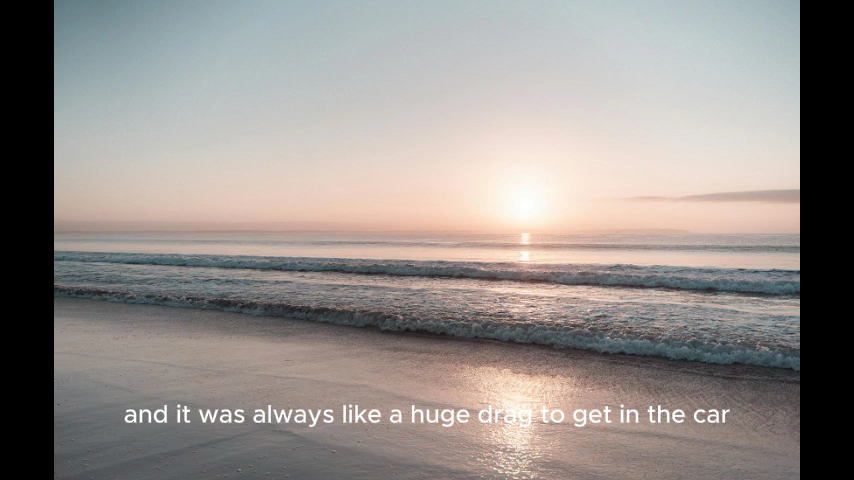 and it was always like a huge drag to get in the car